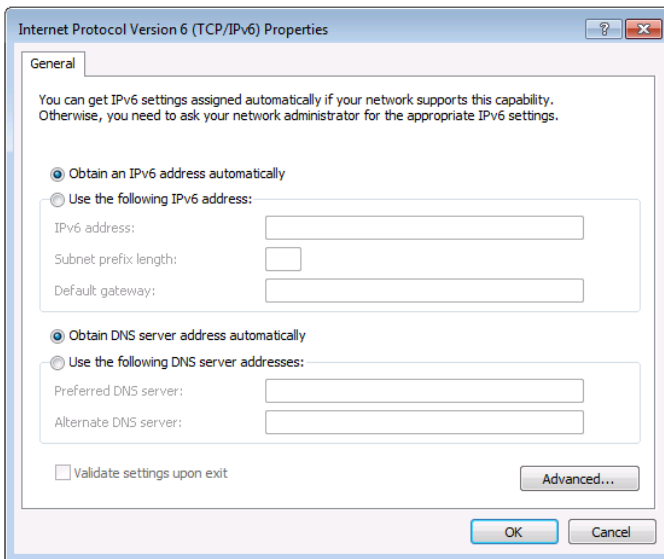 Internet Protocol Version 6 (TCP/IPv6) Properties
General
You can get IPv6 settings assigned automatically if your network supports this capability.
Otherwise, you need to ask your network administrator for the appropriate IPv6 settings.
Obtain an IPv6 address automatically
Use the following IPv6 address:
IPv6 address:
Subnet prefix length:
Default gateway:
Obtain DNS server address automatically
Use the following DNS server addresses:
Preferred DNS server:
Alternate DNS server:
Validate settings upon exit
Advanced...
OK Cancel